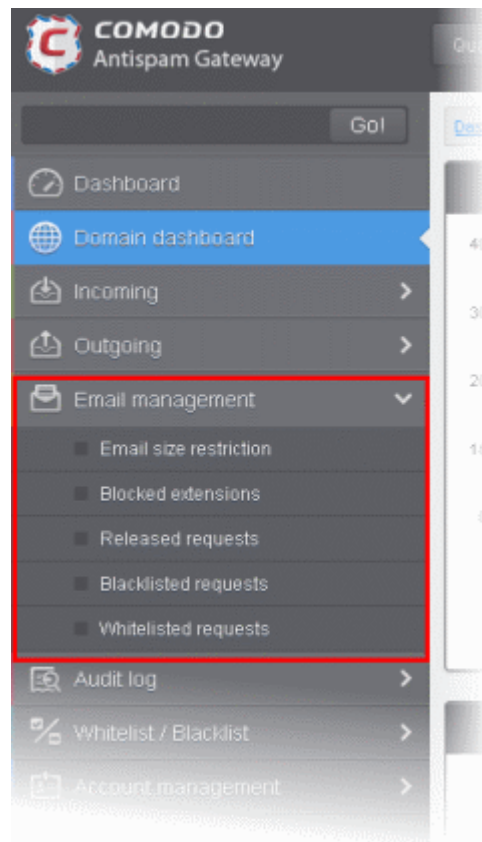 COMODO
Antispam Gateway
Go!
Dashboard
Domain dashboard
Incoming
Outgoing
Email management
Email size restriction
Blocked extensions
Released requests
Blacklisted requests
Whitelisted requests
Audit log
Whitelist / Blacklist
Account management